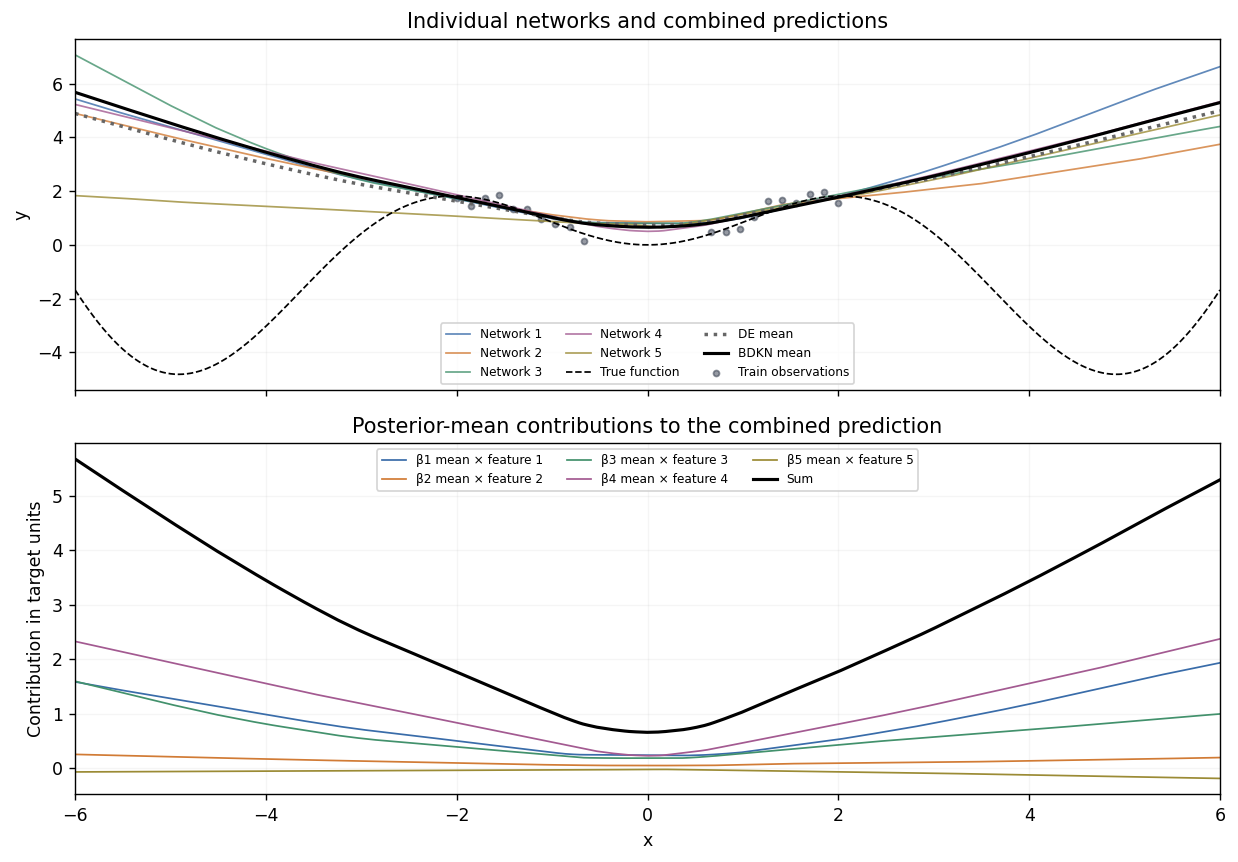 Individual networks and combined predictions
y
6
4
2
0
−2
−4
Network 1
Network 2
Network 3
Network 4
Network 5
True function
DE mean
BDKN mean
Train observations
Posterior-mean contributions to the combined prediction
Contribution in target units
5
4
3
2
1
0
β1 mean × feature 1
β2 mean × feature 2
β3 mean × feature 3
β4 mean × feature 4
β5 mean × feature 5
Sum
−6 −4 −2 0 2 4 6
x